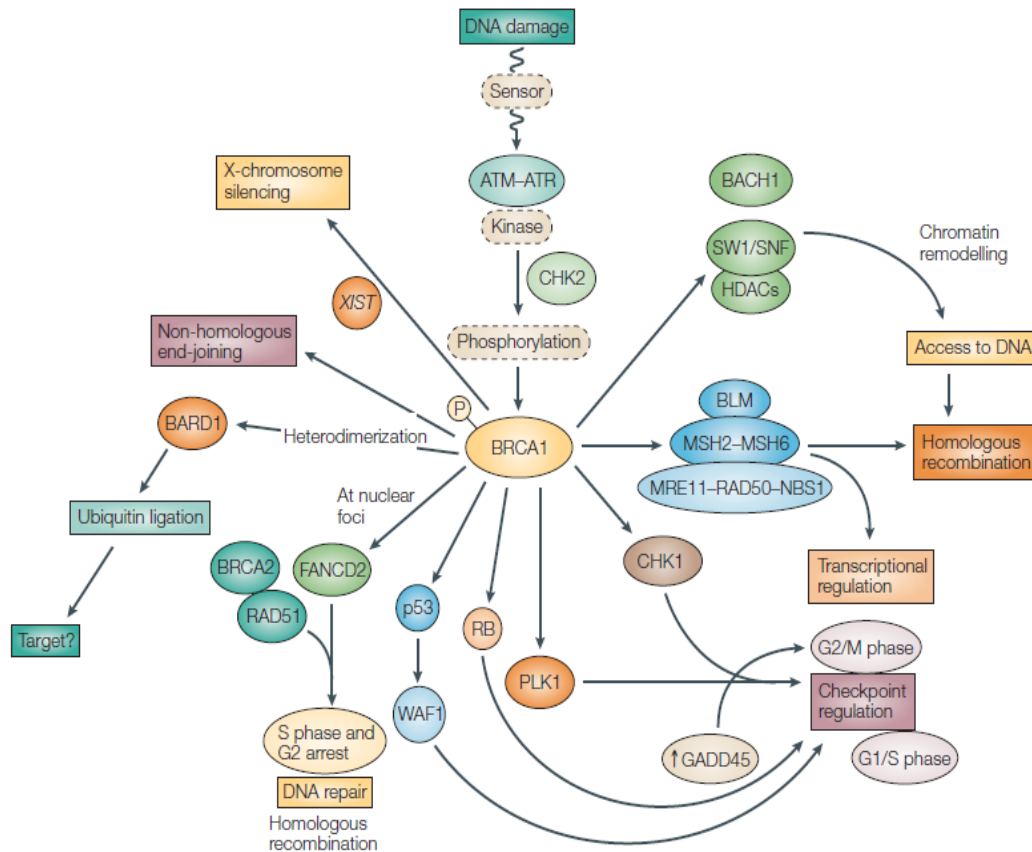 DNA damage
Sensor
ATM–ATR
Kinase
CHK2
Phosphorylation
X-chromosome
silencing
XIST
Non-homologous
end-joining
BARD1
Heterodimerization
P
BRCA1
BACH1
SW1/SNF
HDACs
Chromatin
remodelling
Access to DNA
BLM
MSH2–MSH6
MRE11–RAD50–NBS1
Homologous
recombination
Transcriptional
regulation
Ubiquitin ligation
Target?
At nuclear
foci
BRCA2
RAD51
FANCD2
S phase and
G2 arrest
DNA repair
Homologous
recombination
p53
WAF1
RB
PLK1
CHK1
G2/M phase
Checkpoint
regulation
G1/S phase
↑GADD45